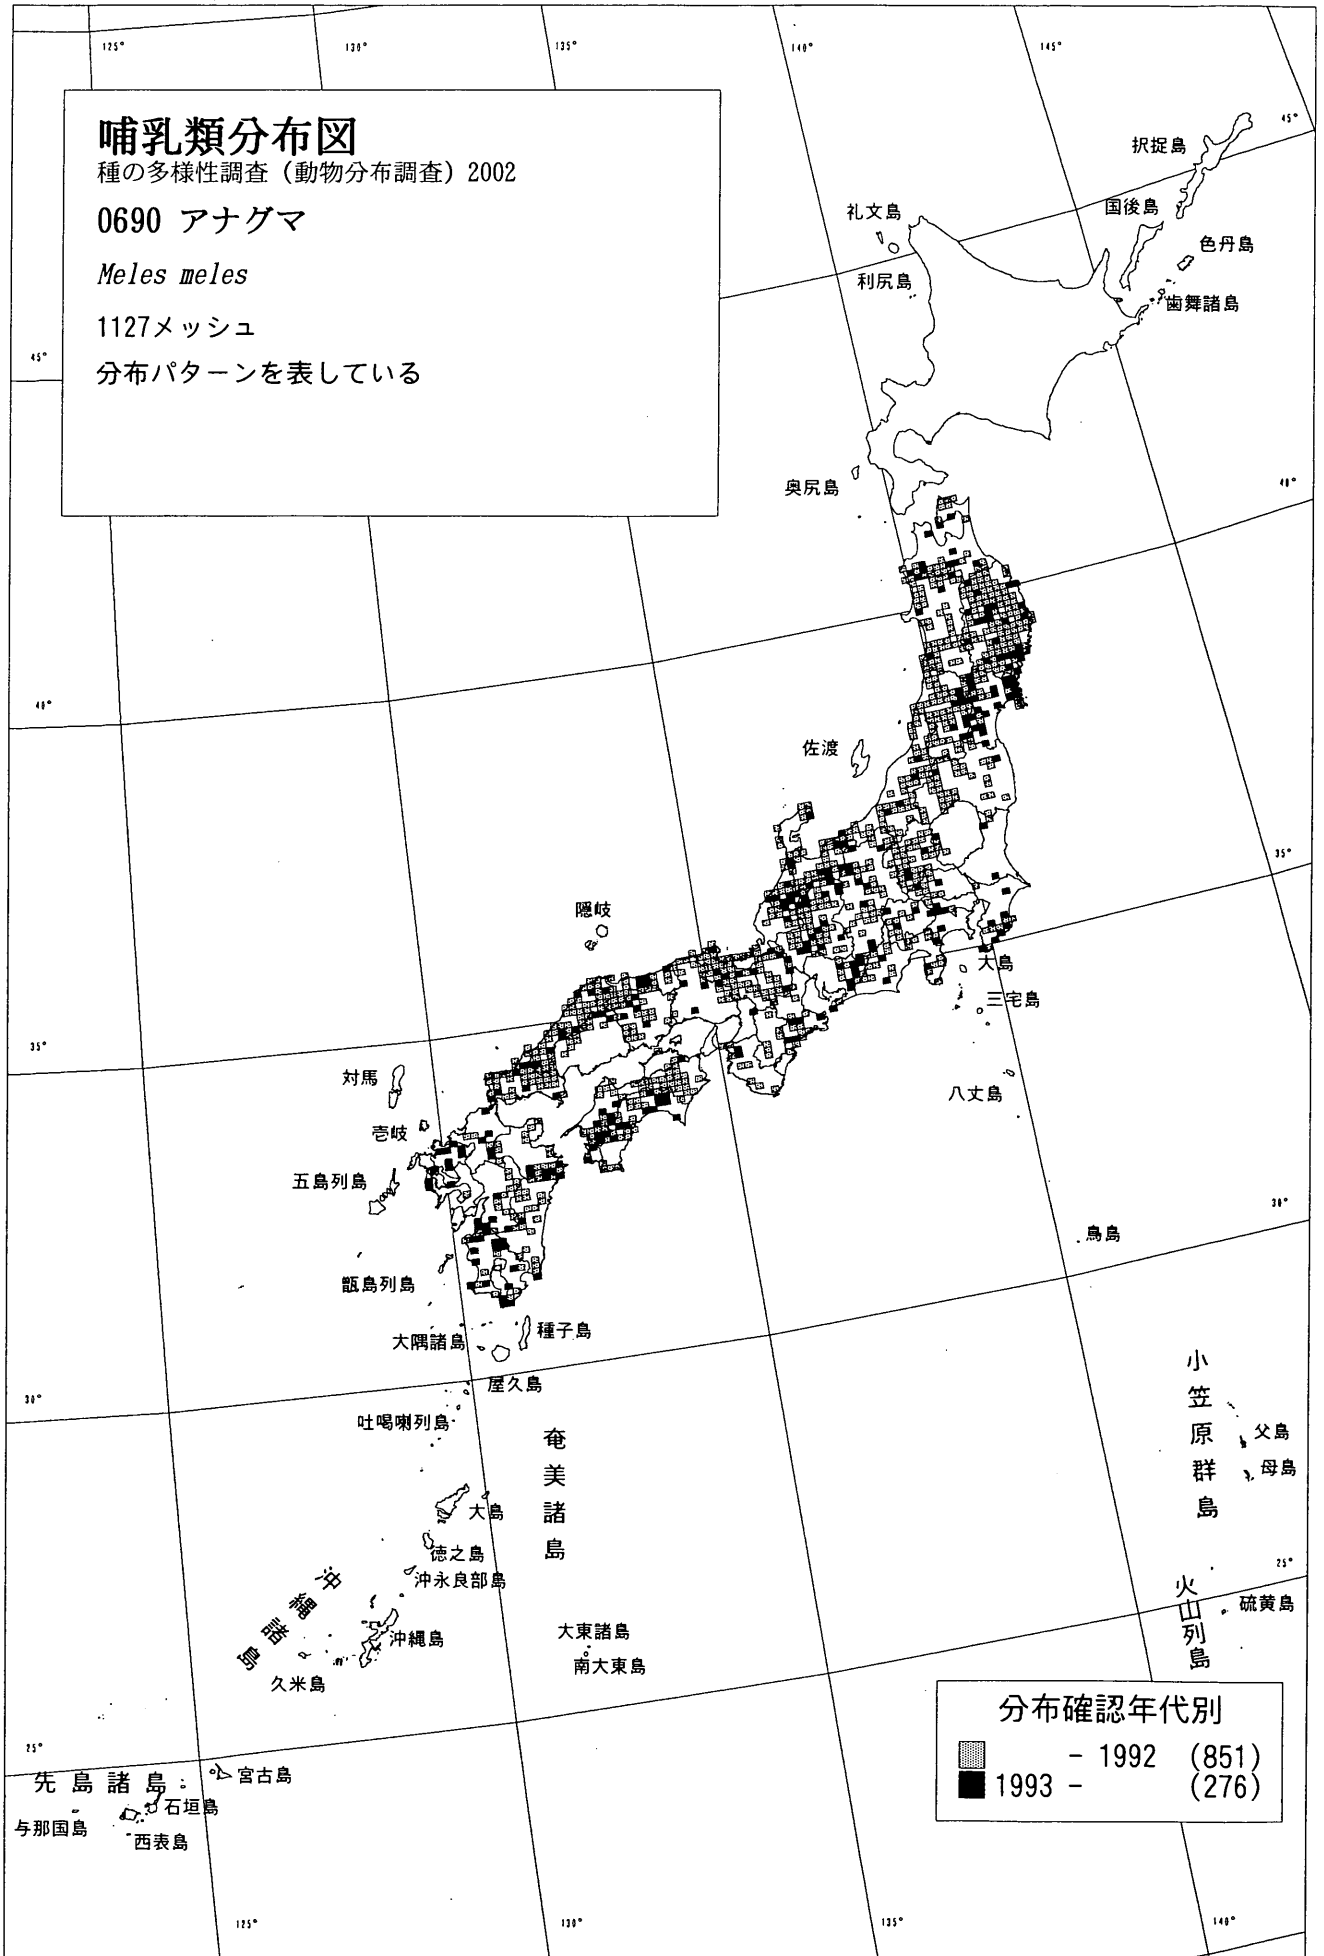 125°
130°
135°
140°
145°
哺乳類分布図
種の多様性調査（動物分布調査）2002
0690 アナグマ
Meles meles
1127メッシュ
分布パターンを表している
45°
択捉島
国後島
礼文島
色丹島
利尻島
歯舞諸島
45°
奥尻島
40°
40°
佐渡
35°
隠岐
大島
三宅島
35°
対馬
八丈島
壱岐
五島列島
30°
鳥島
甑島列島
大隅諸島
種子島
屋久島
30°
吐喝喇列島
奄美諸島
小笠原群島
父島
母島
大島
徳之島
沖永良部島
25°
沖縄諸島
火山列島
硫黄島
沖縄島
大東諸島
南大東島
久米島
分布確認年代別
- 1992 (851)
1993 - (276)
25°
先島諸島
宮古島
石垣島
与那国島
西表島
125°
130°
135°
140°